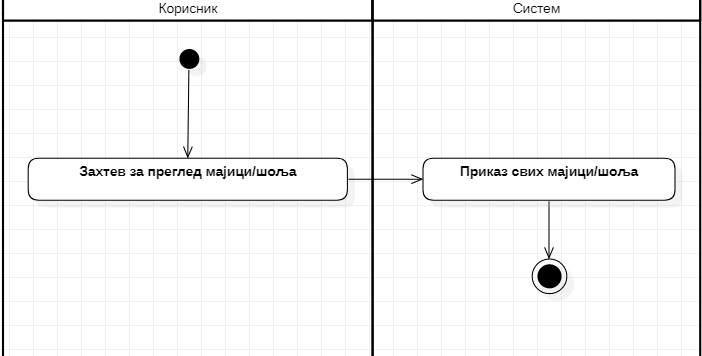 Корисник
Систем
Захтев за преглед мајици/шоља
Приказ свих мајици/шоља